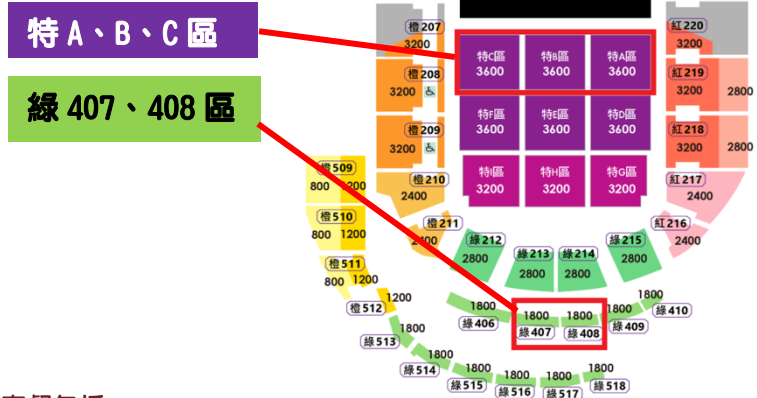 特A、B、C區
綠407、408區
橙207
3200
紅220
3200
特C區
3600
特B區
3600
特A區
3600
橙208
3200
紅219
3200
2800
特F區
3600
特E區
3600
特D區
3600
橙209
3200
紅218
3200
2800
特I區
3200
特H區
3200
特G區
3200
橙210
2400
紅217
2400
橙509
800
1200
橙510
800
1200
橙211
2400
紅216
2400
綠212
2800
綠213
2800
綠214
2800
綠215
2800
橙511
800
1200
橙512
1200
1800
綠406
1800
綠407
1800
綠408
1800
綠409
1800
綠410
綠513
1800
綠514
1800
1800
綠515
1800
綠516
1800
綠517
1800
綠518